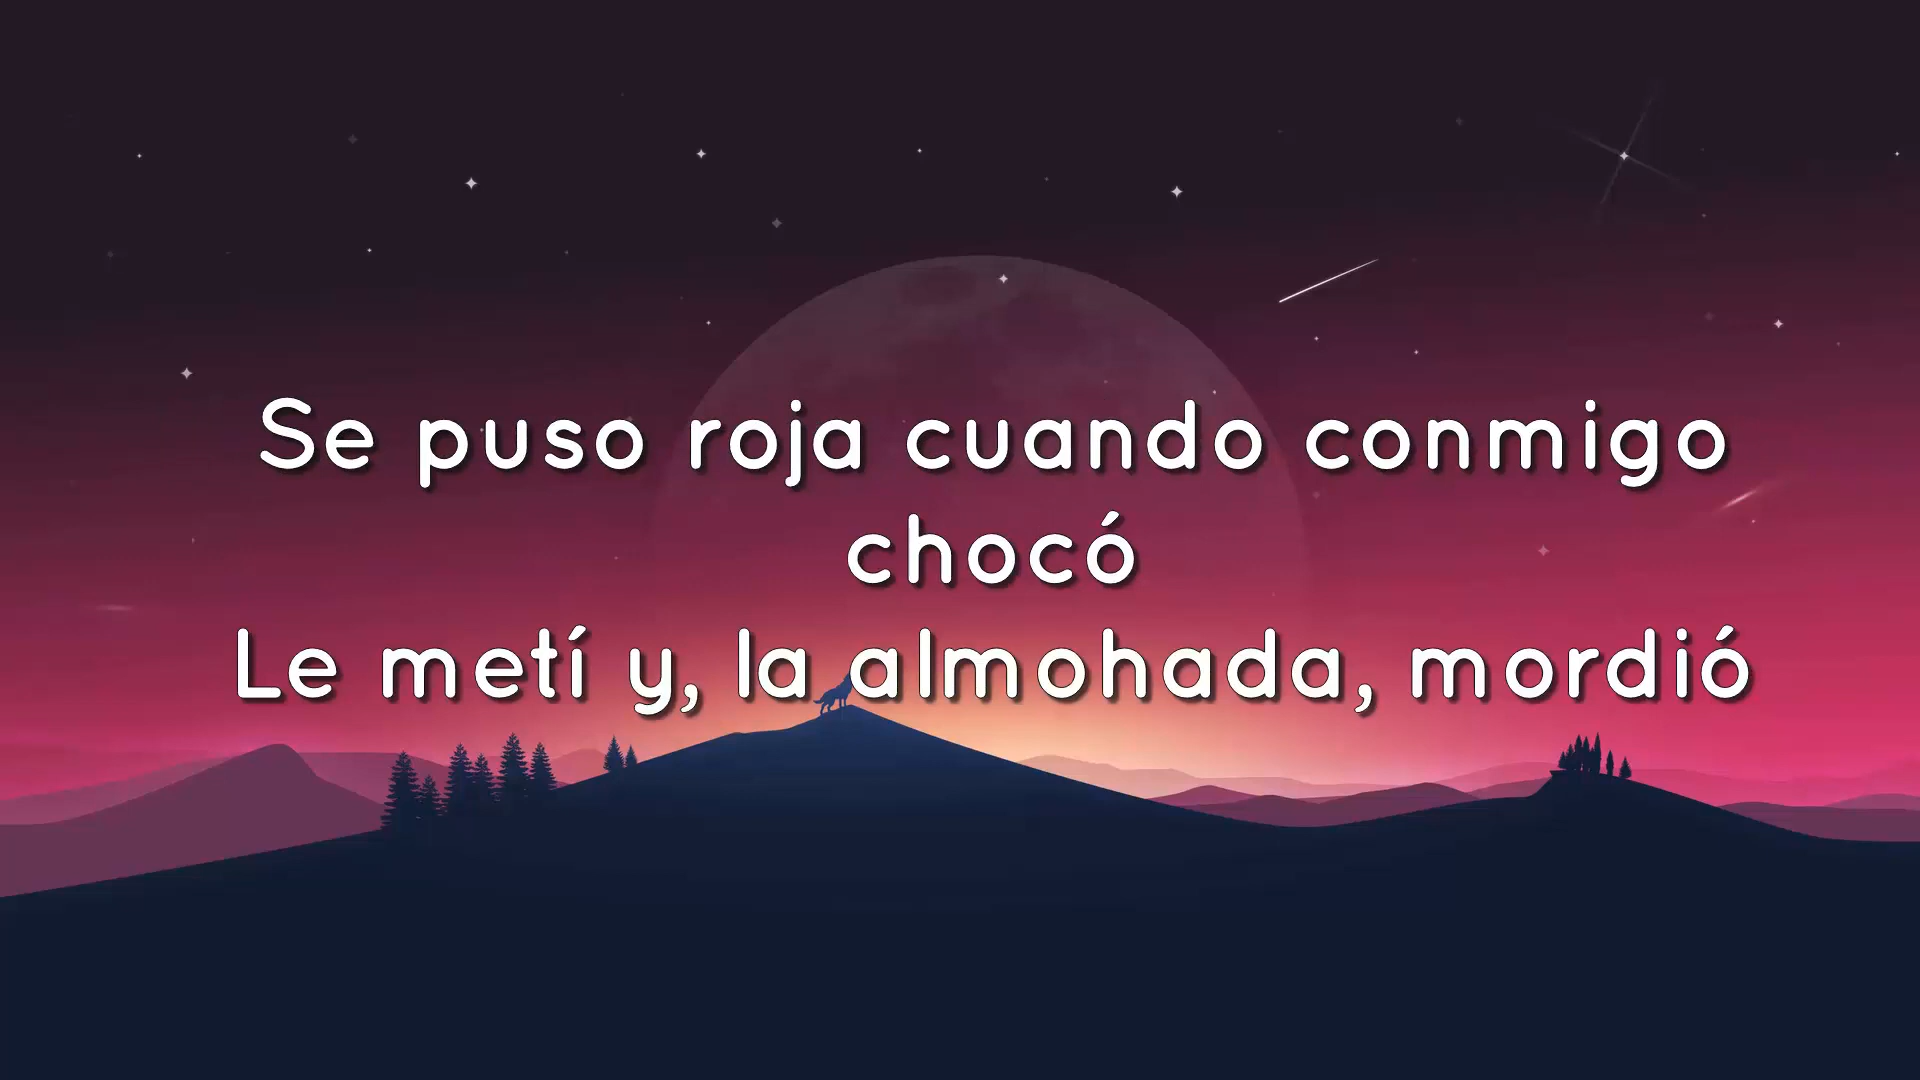 Se puso roja cuando conmigo
chocó
Le metí y, la almohada, mordió